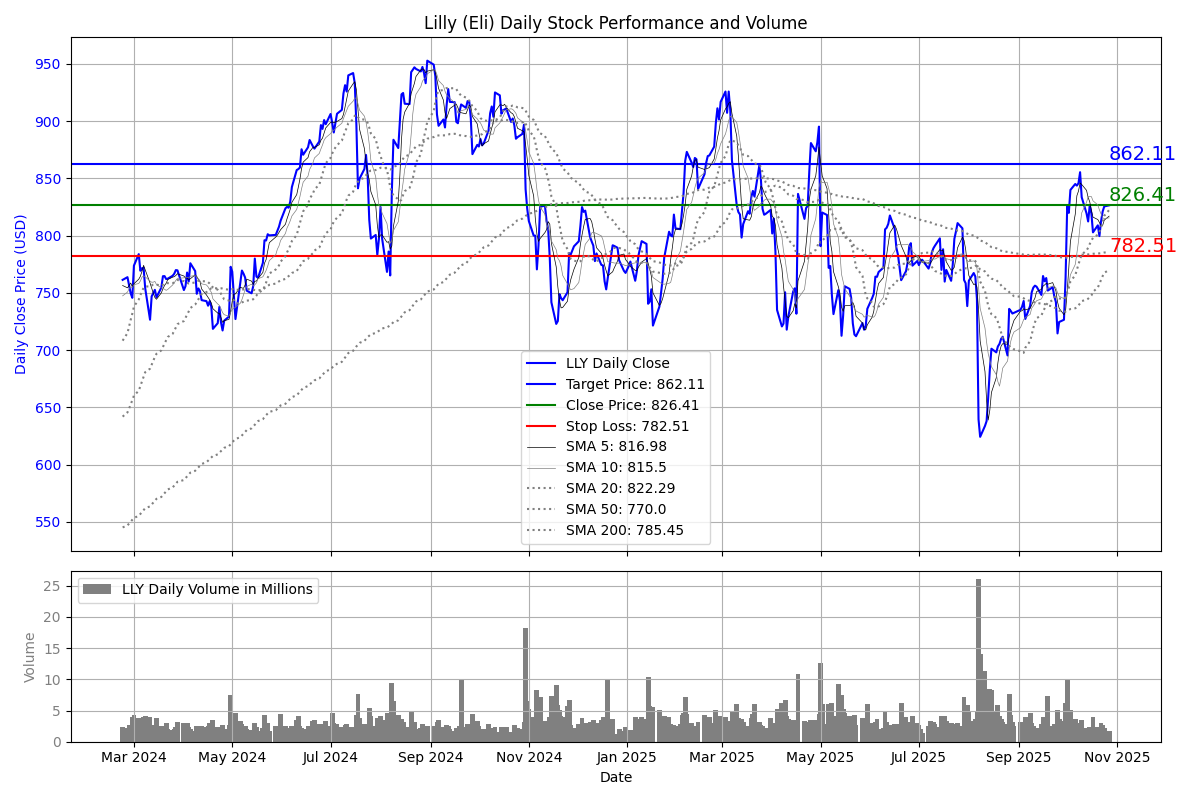 Lilly (Eli) Daily Stock Performance and Volume
Daily Close Price (USD)
950
900
850
800
750
700
650
600
550
862.11
826.41
782.51
LLY Daily Close
Target Price: 862.11
Close Price: 826.41
Stop Loss: 782.51
SMA 5: 816.98
SMA 10: 815.5
SMA 20: 822.29
SMA 50: 770.0
SMA 200: 785.45
Volume
25
20
15
10
5
0
LLY Daily Volume in Millions
Mar 2024 May 2024 Jul 2024 Sep 2024 Nov 2024 Jan 2025 Mar 2025 May 2025 Jul 2025 Sep 2025 Nov 2025
Date